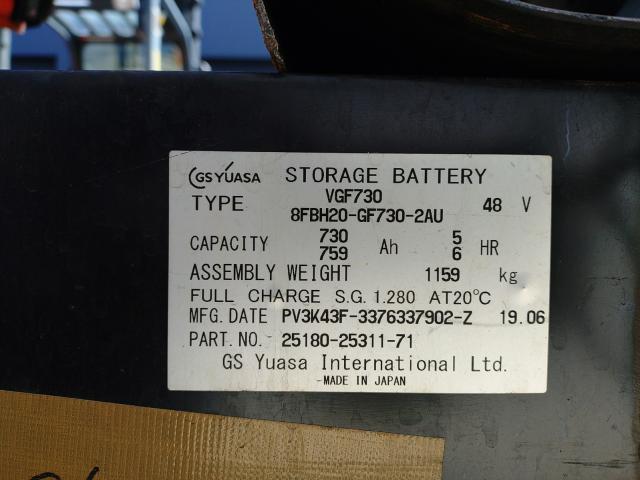 GS YUASA STORAGE BATTERY
TYPE VGF730 48 V
8FBH20-GF730-2AU
CAPACITY 730 Ah 5 HR
759 6
ASSEMBLY WEIGHT 1159 kg
FULL CHARGE S.G. 1.280 AT20°C
MFG. DATE PV3K43F-3376337902-Z 19.06
PART. NO. 25180-25311-71
GS Yuasa International Ltd.
-MADE IN JAPAN